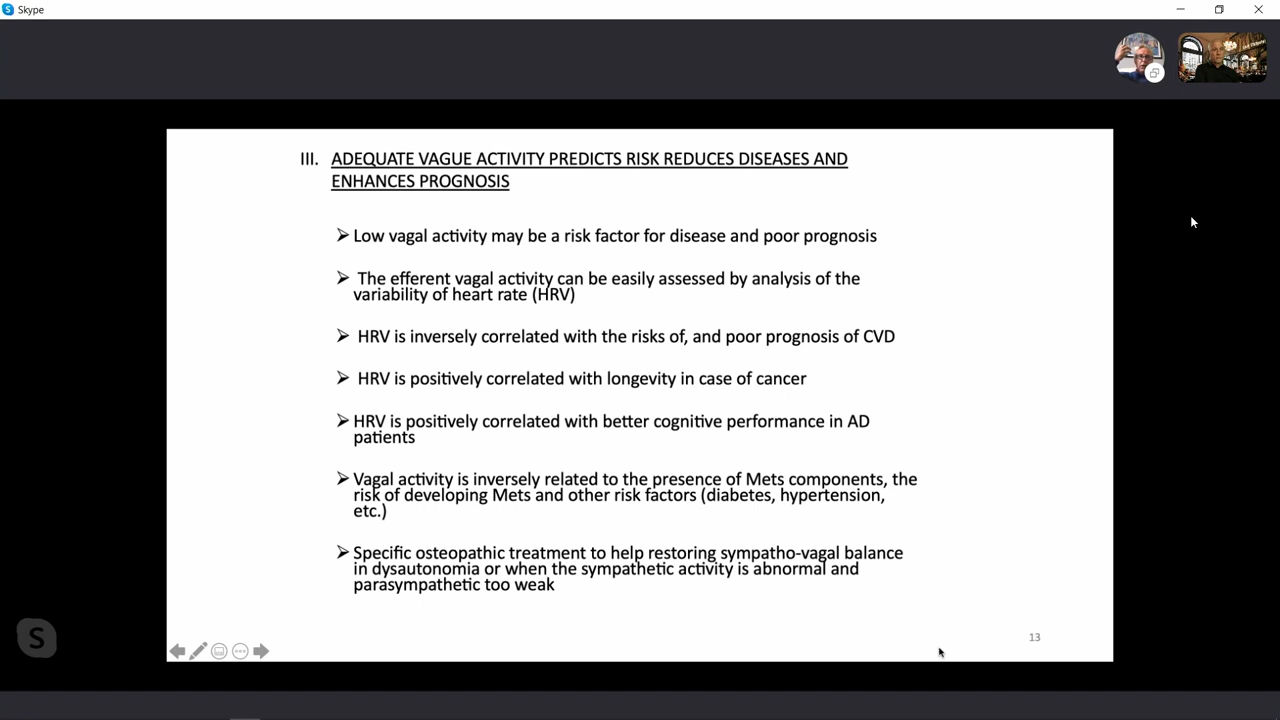 Skype
III. ADEQUATE VAGUE ACTIVITY PREDICTS RISK REDUCES DISEASES AND
ENHANCES PROGNOSIS
Low vagal activity may be a risk factor for disease and poor prognosis
The efferent vagal activity can be easily assessed by analysis of the
variability of heart rate (HRV)
HRV is inversely correlated with the risks of, and poor prognosis of CVD
HRV is positively correlated with longevity in case of cancer
HRV is positively correlated with better cognitive performance in AD
patients
Vagal activity is inversely related to the presence of Mets components, the
risk of developing Mets and other risk factors (diabetes, hypertension,
etc.)
Specific osteopathic treatment to help restoring sympatho-vagal balance
in dysautonomia or when the sympathetic activity is abnormal and
parasympathetic too weak
13